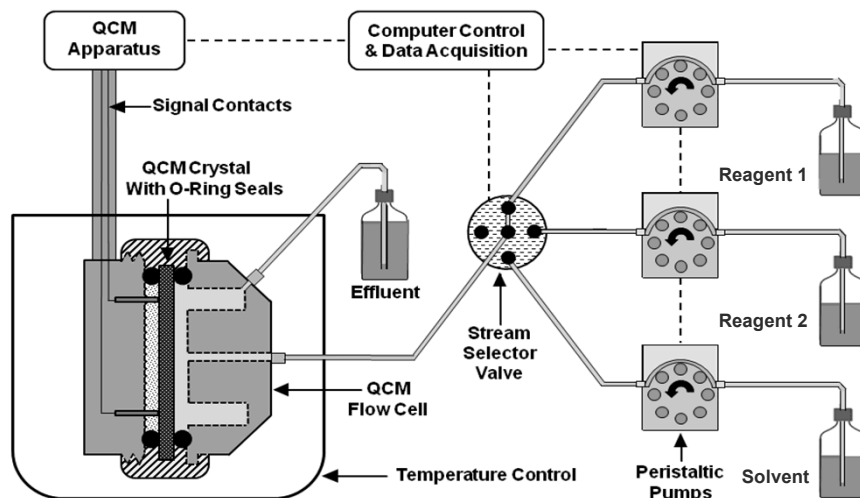 QCM
Apparatus
Computer Control
& Data Acquisition
Signal Contacts
QCM Crystal
With O-Ring Seals
Reagent 1
Effluent
Stream
Selector
Valve
Reagent 2
QCM
Flow Cell
Temperature Control
Peristaltic
Pumps
Solvent